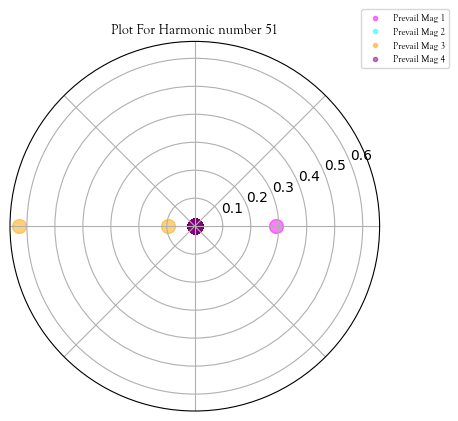 Plot For Harmonic number 51
Prevail Mag 1
Prevail Mag 2
Prevail Mag 3
Prevail Mag 4
0.6
0.5
0.4
0.3
0.2
0.1